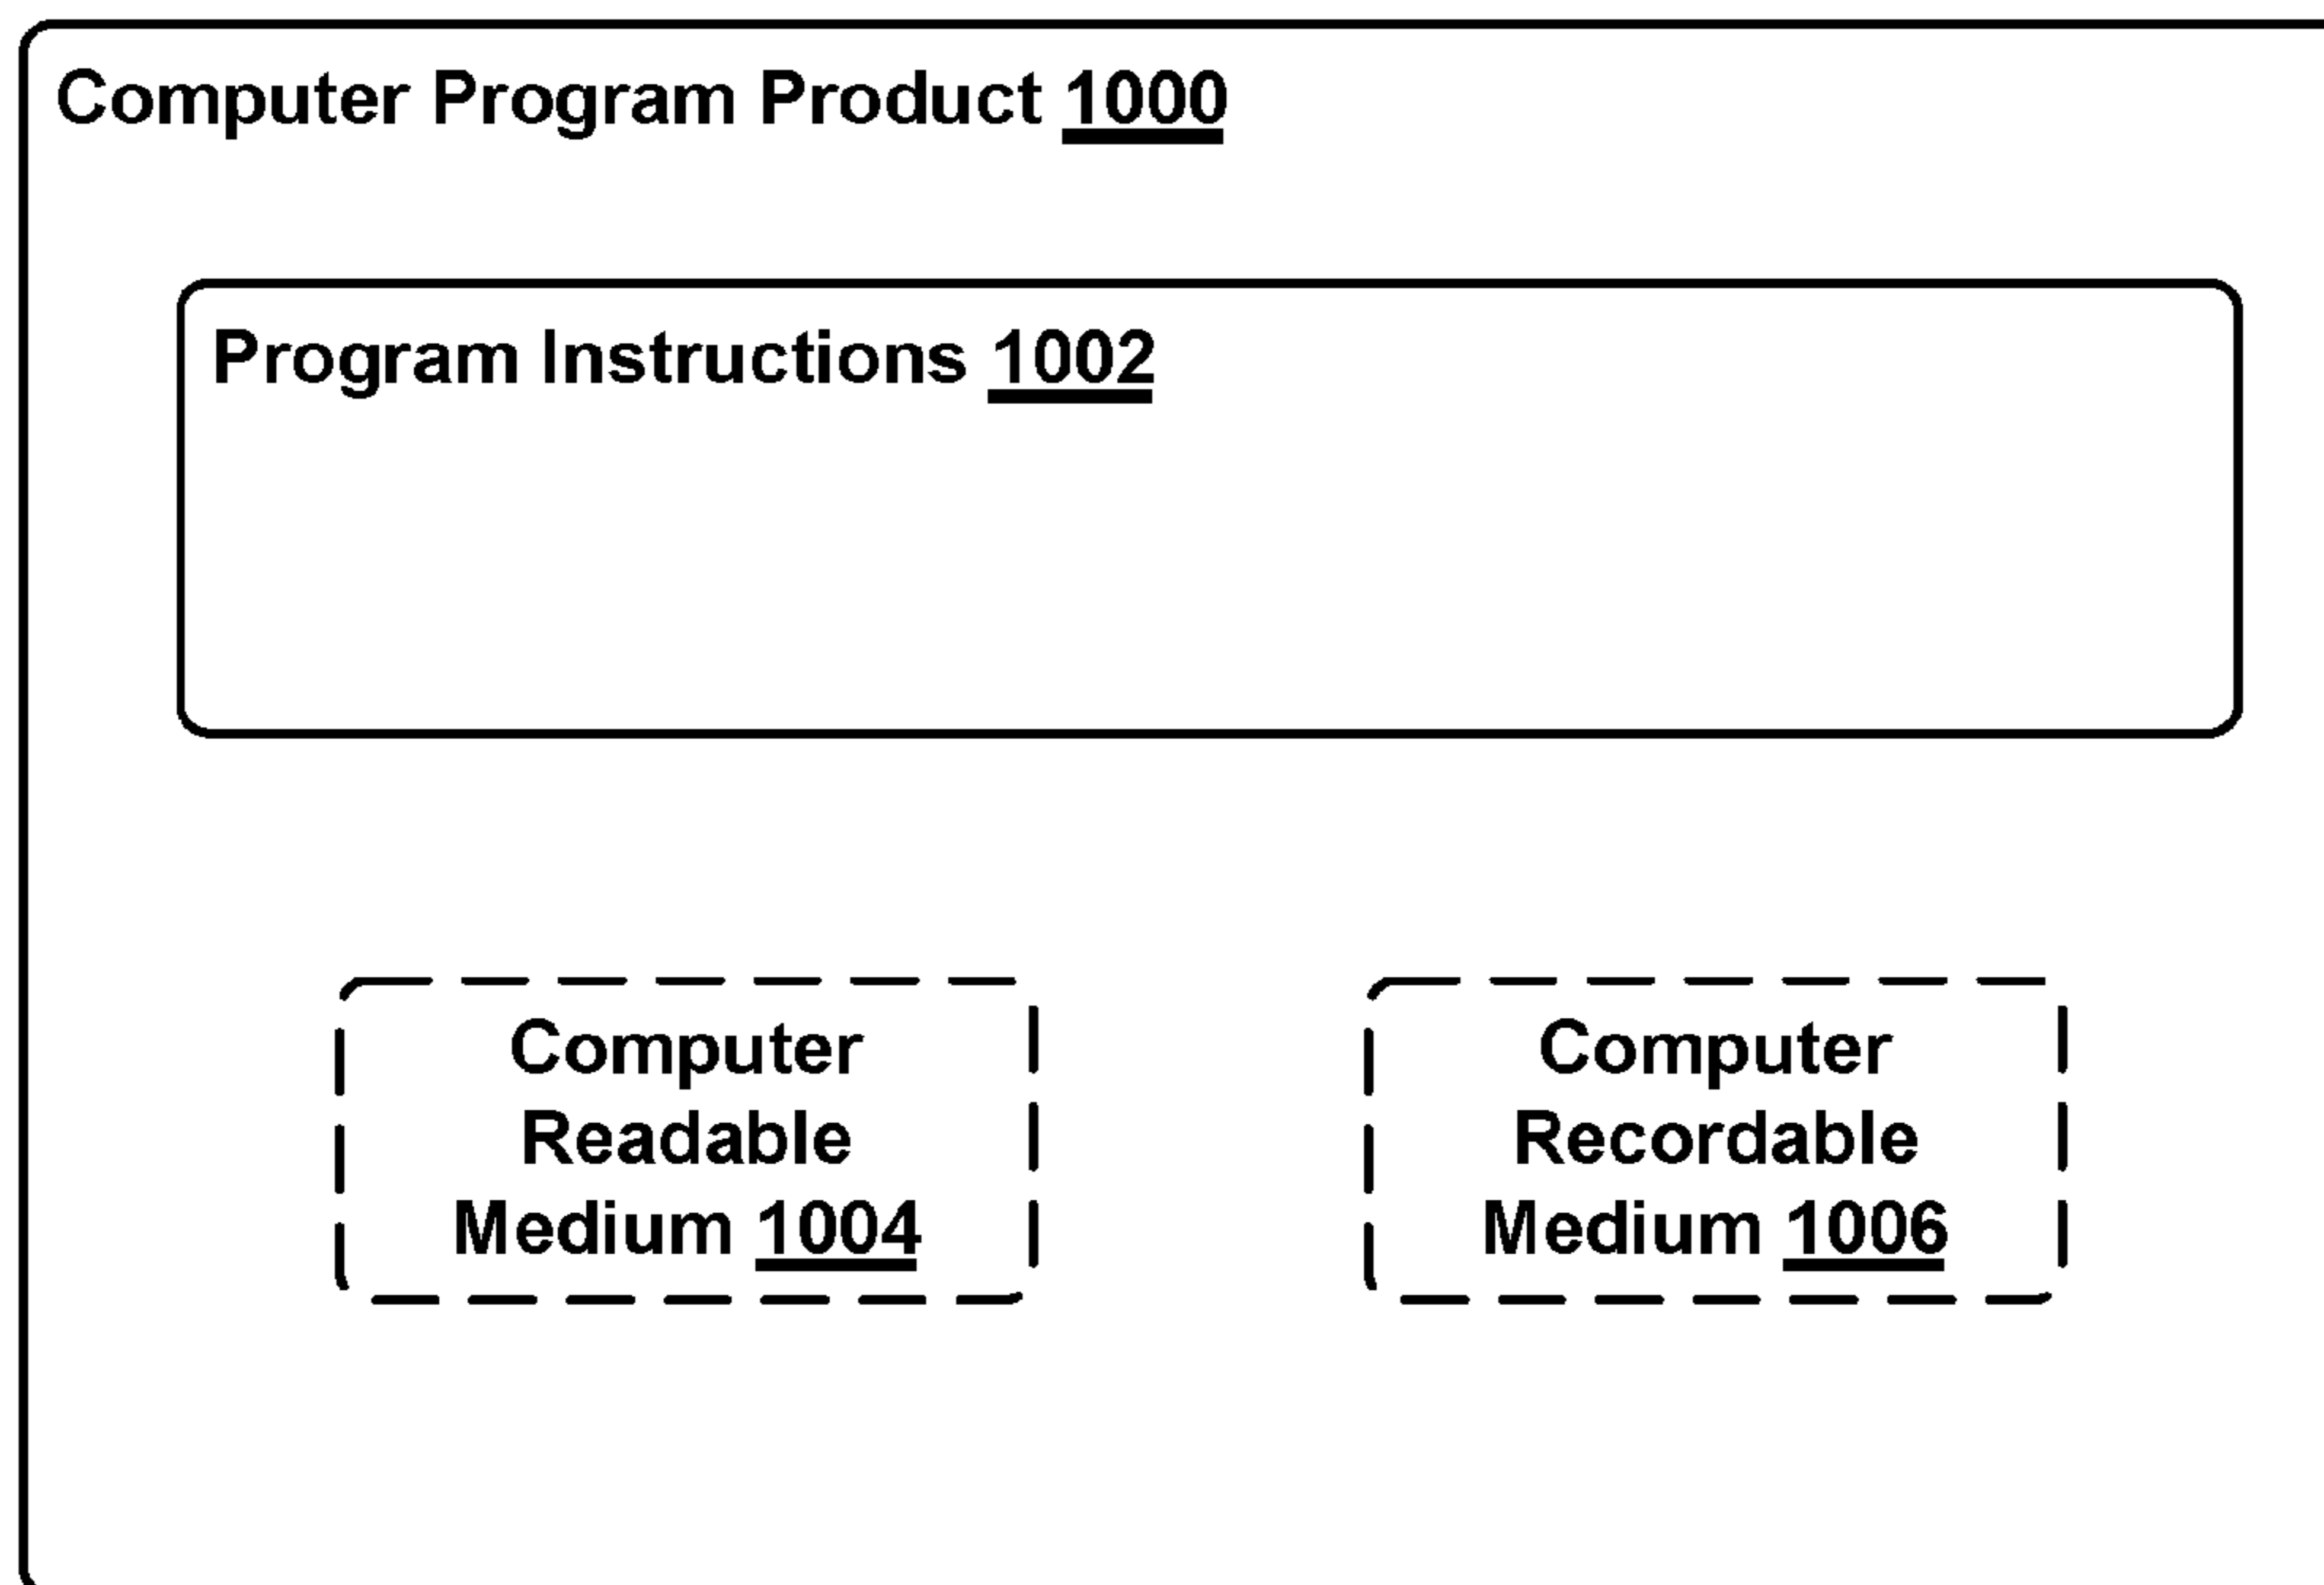 Computer Program Product 1000
Program Instructions 1002
Computer
Readable
Medium 1004
Computer
Recordable
Medium 1006